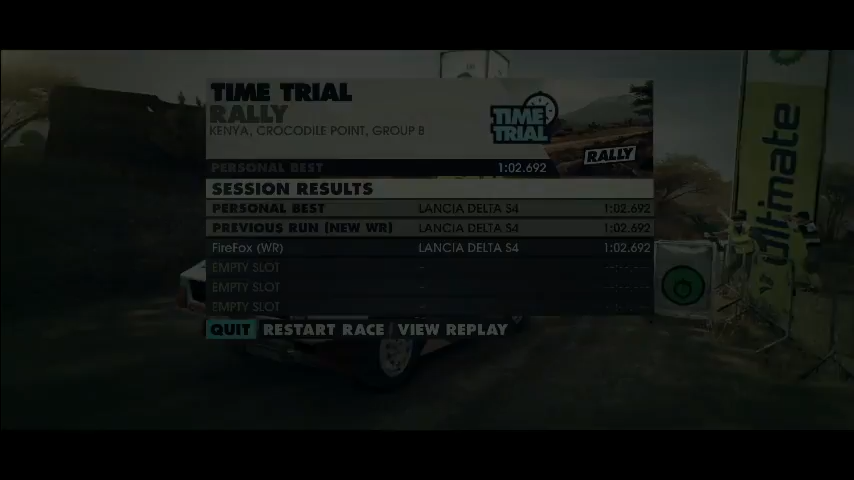 TIME TRIAL
RALLY
KENYA, CROCODILE POINT, GROUP B
TIME TRIAL
RALLY
PERSONAL BEST 1:02.692
SESSION RESULTS
PERSONAL BEST LANCIA DELTA S4 1:02.692
PREVIOUS RUN (NEW WR) LANCIA DELTA S4 1:02.692
FireFox (WR) LANCIA DELTA S4 1:02.692
EMPTY SLOT - --:--.---
EMPTY SLOT - --:--.---
EMPTY SLOT - --:--.---
QUIT RESTART RACE VIEW REPLAY
ultimate